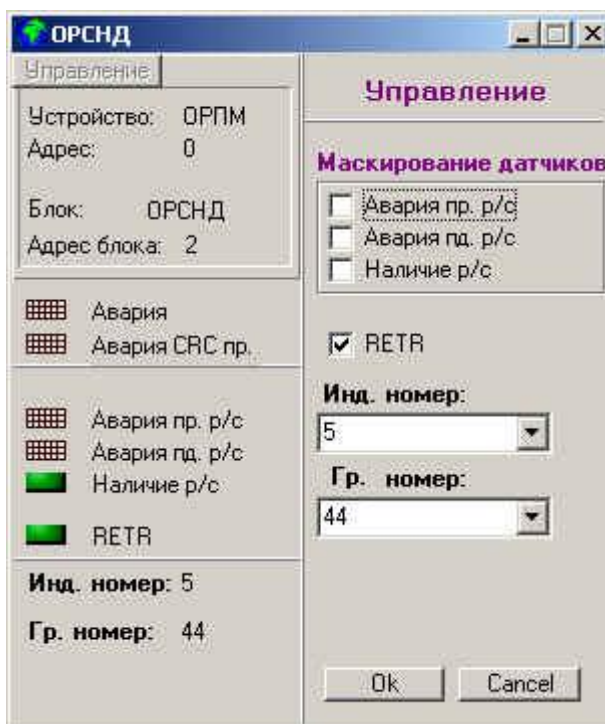 ОРСНД
Управление
Устройство: ОРПМ
Адрес: 0
Блок: ОРСНД
Адрес блока: 2
Авария
Авария CRC пр.
Авария пр. р/с
Авария пд. р/с
Наличие р/с
RETR
Инд. номер: 5
Гр. номер: 44
Управление
Маскирование датчиков
Авария пр. р/с
Авария пд. р/с
Наличие р/с
RETR
Инд. номер:
5
Гр. номер:
44
Ok Cancel